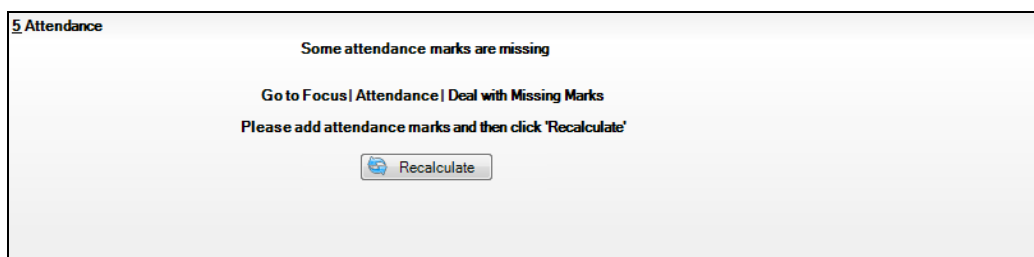 5 Attendance
Some attendance marks are missing
Go to Focus| Attendance| Deal with Missing Marks
Please add attendance marks and then click 'Recalculate'
Recalculate